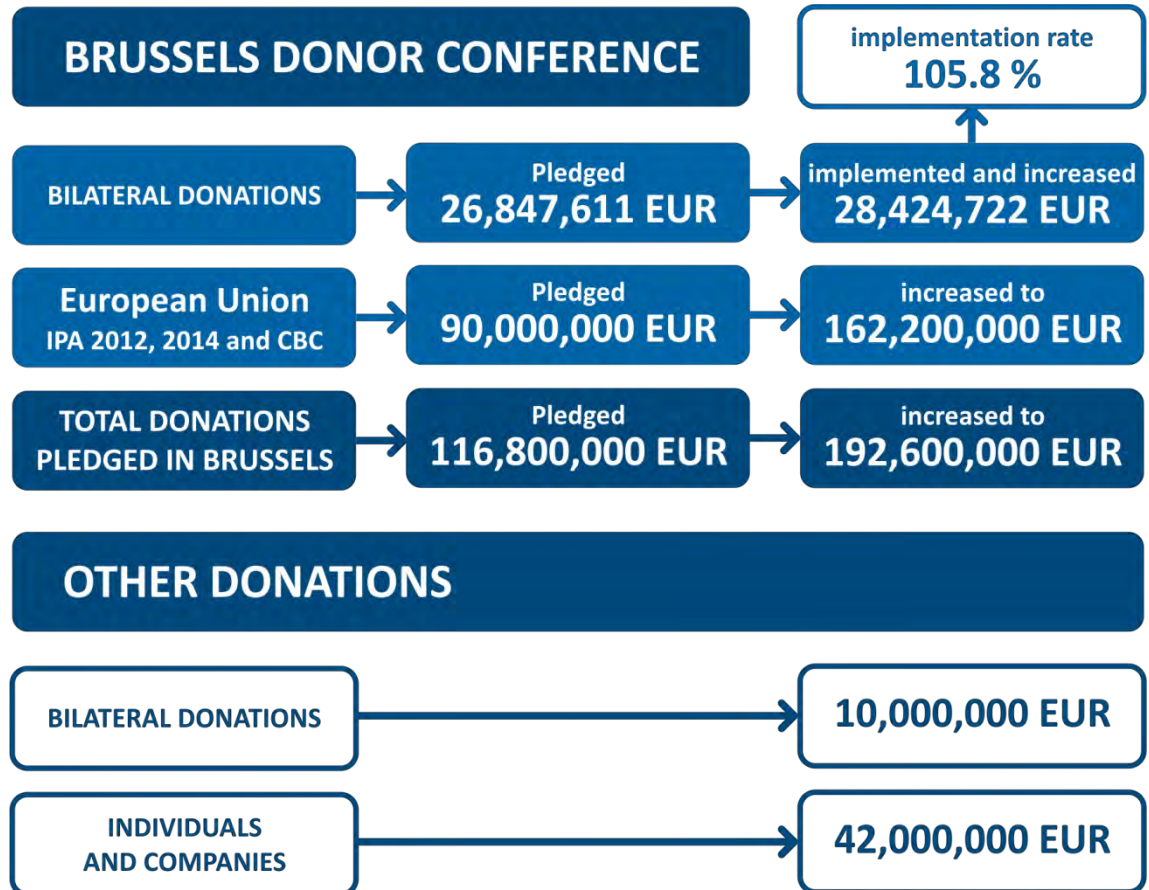 BRUSSELS DONOR CONFERENCE
implementation rate
105.8 %
BILATERAL DONATIONS
Pledged
26,847,611 EUR
implemented and increased
28,424,722 EUR
European Union
IPA 2012, 2014 and CBC
Pledged
90,000,000 EUR
increased to
162,200,000 EUR
TOTAL DONATIONS
PLEDGED IN BRUSSELS
Pledged
116,800,000 EUR
increased to
192,600,000 EUR
OTHER DONATIONS
BILATERAL DONATIONS
10,000,000 EUR
INDIVIDUALS
AND COMPANIES
42,000,000 EUR